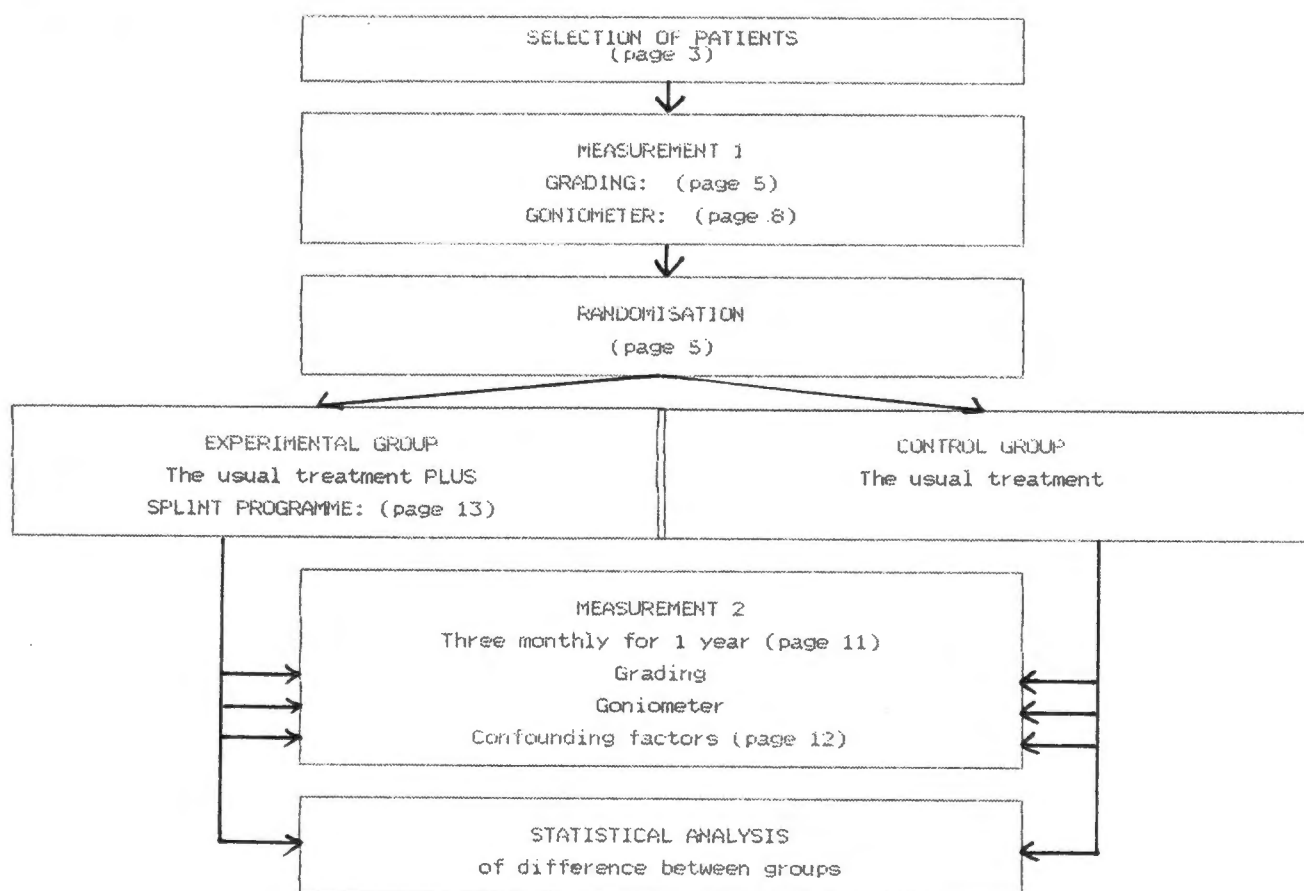 SELECTION OF PATIENTS
(page 3)
MEASUREMENT 1
GRADING: (page 5)
GONIOMETER: (page 8)
RANDOMISATION
(page 5)
EXPERIMENTAL GROUP
The usual treatment PLUS
SPLINT PROGRAMME: (page 13)
CONTROL GROUP
The usual treatment
MEASUREMENT 2
Three monthly for 1 year (page 11)
Grading
Goniometer
Confounding factors (page 12)
STATISTICAL ANALYSIS
of difference between groups